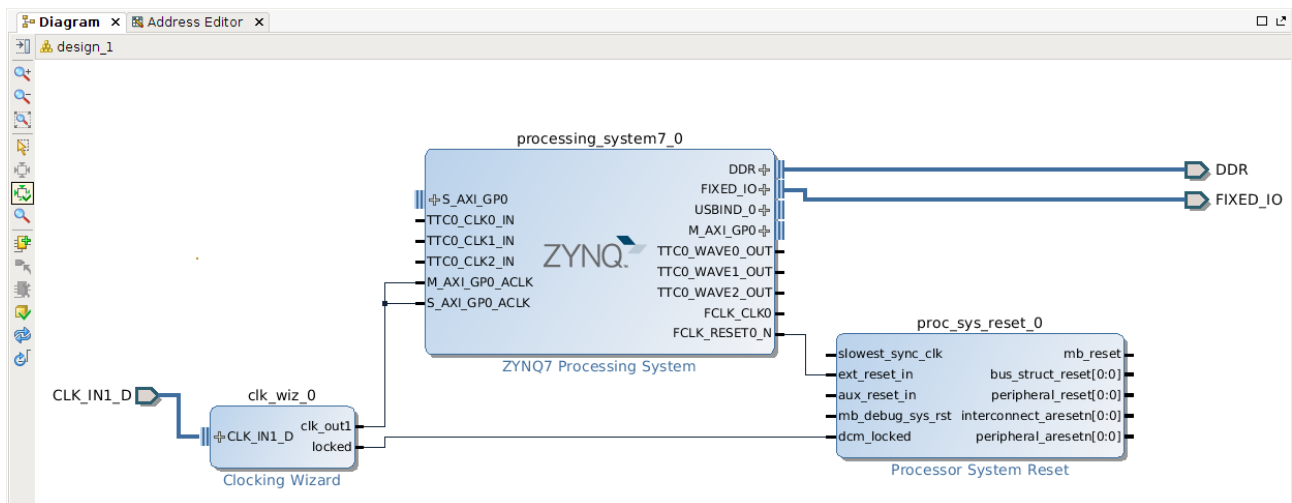 Diagram × Address Editor ×
design_1
processing_system7_0
S_AXI_GP0
TTC0_CLK0_IN
TTC0_CLK1_IN
TTC0_CLK2_IN
M_AXI_GP0_ACLK
S_AXI_GP0_ACLK
ZYNQ
DDR
FIXED_IO
USBIND_0
M_AXI_GP0
TTC0_WAVE0_OUT
TTC0_WAVE1_OUT
TTC0_WAVE2_OUT
FCLK_CLK0
FCLK_RESET0_N
ZYNQ7 Processing System
DDR
FIXED_IO
CLK_IN1_D
clk_wiz_0
CLK_IN1_D
clk_out1
locked
Clocking Wizard
proc_sys_reset_0
slowest_sync_clk
ext_reset_in
aux_reset_in
mb_debug_sys_rst
dcm_locked
mb_reset
bus_struct_reset[0:0]
peripheral_reset[0:0]
interconnect_aresetn[0:0]
peripheral_aresetn[0:0]
Processor System Reset